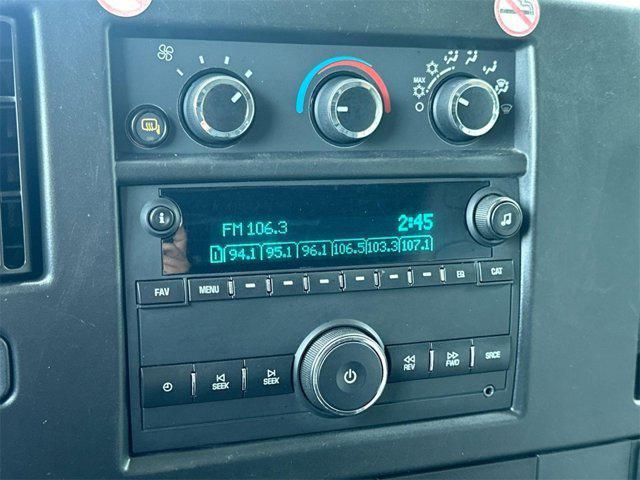 MAX
FM 106.3 2:45
1 94.1 95.1 96.1 106.5 103.3 107.1
FAV MENU EQ CAT
SEEK SEEK REV FWD SRCE